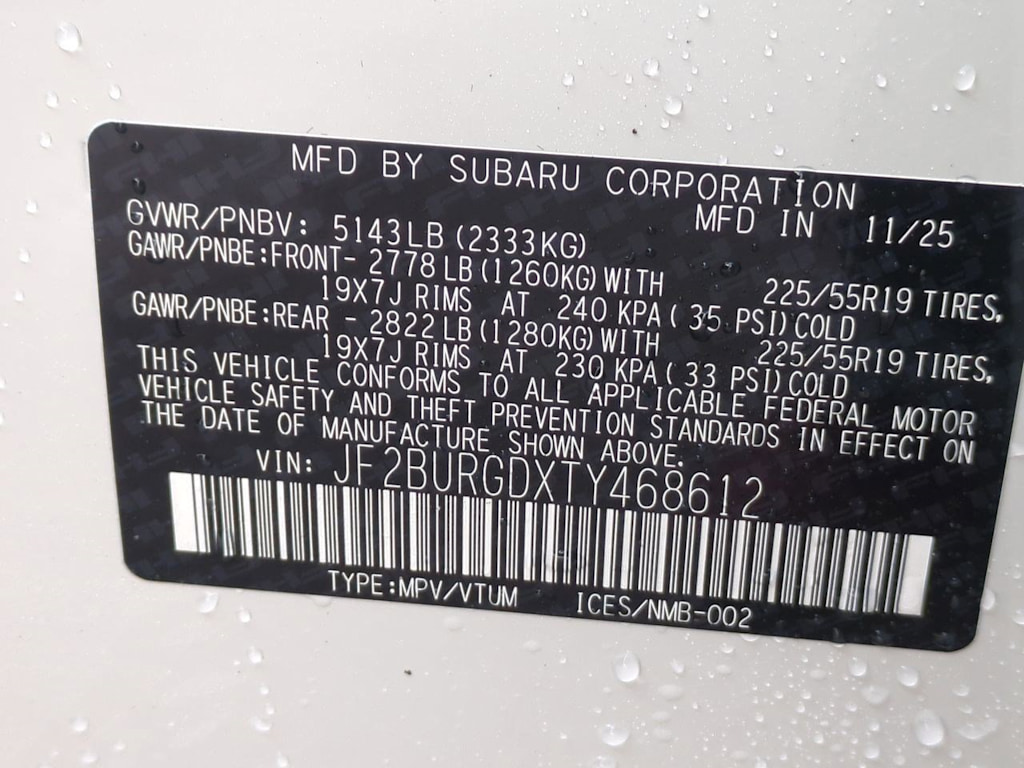 MFD BY SUBARU CORPORATION
GVWR/PNBV: 5143LB (2333KG) MFD IN 11/25
GAWR/PNBE:FRONT- 2778 LB (1260KG) WITH 225/55R19 TIRES,
19X7J RIMS AT 240 KPA ( 35 PSI) COLD
GAWR/PNBE:REAR - 2822 LB (1280KG) WITH 225/55R19 TIRES,
19X7J RIMS AT 230 KPA ( 33 PSI) COLD
THIS VEHICLE CONFORMS TO ALL APPLICABLE FEDERAL MOTOR
VEHICLE SAFETY AND THEFT PREVENTION STANDARDS IN EFFECT ON
THE DATE OF MANUFACTURE SHOWN ABOVE.
VIN: JF2BURGDXTY468612
TYPE:MPV/VTUM ICES/NMB-002